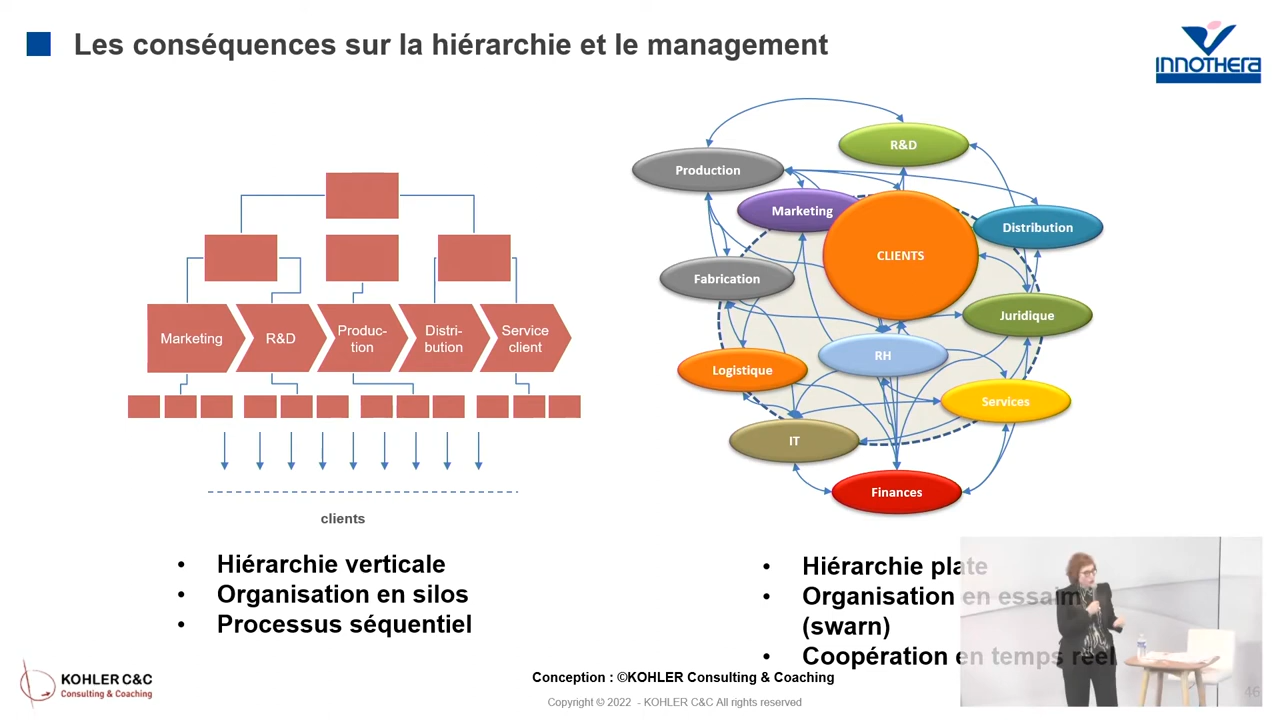 Les conséquences sur la hiérarchie et le management
INNOTHERA
R&D
Production
Marketing
CLIENTS
Distribution
Fabrication
Juridique
RH
Logistique
Services
IT
Finances
Marketing
R&D
Produc-
tion
Distri-
bution
Service
client
clients
• Hiérarchie verticale
• Organisation en silos
• Processus séquentiel
• Hiérarchie plate
• Organisation en essaim
(swarn)
• Coopération en temps réel
KOHLER C&C
Consulting & Coaching
Conception : ©KOHLER Consulting & Coaching
Copyright © 2022 - KOHLER C&C All rights reserved
46